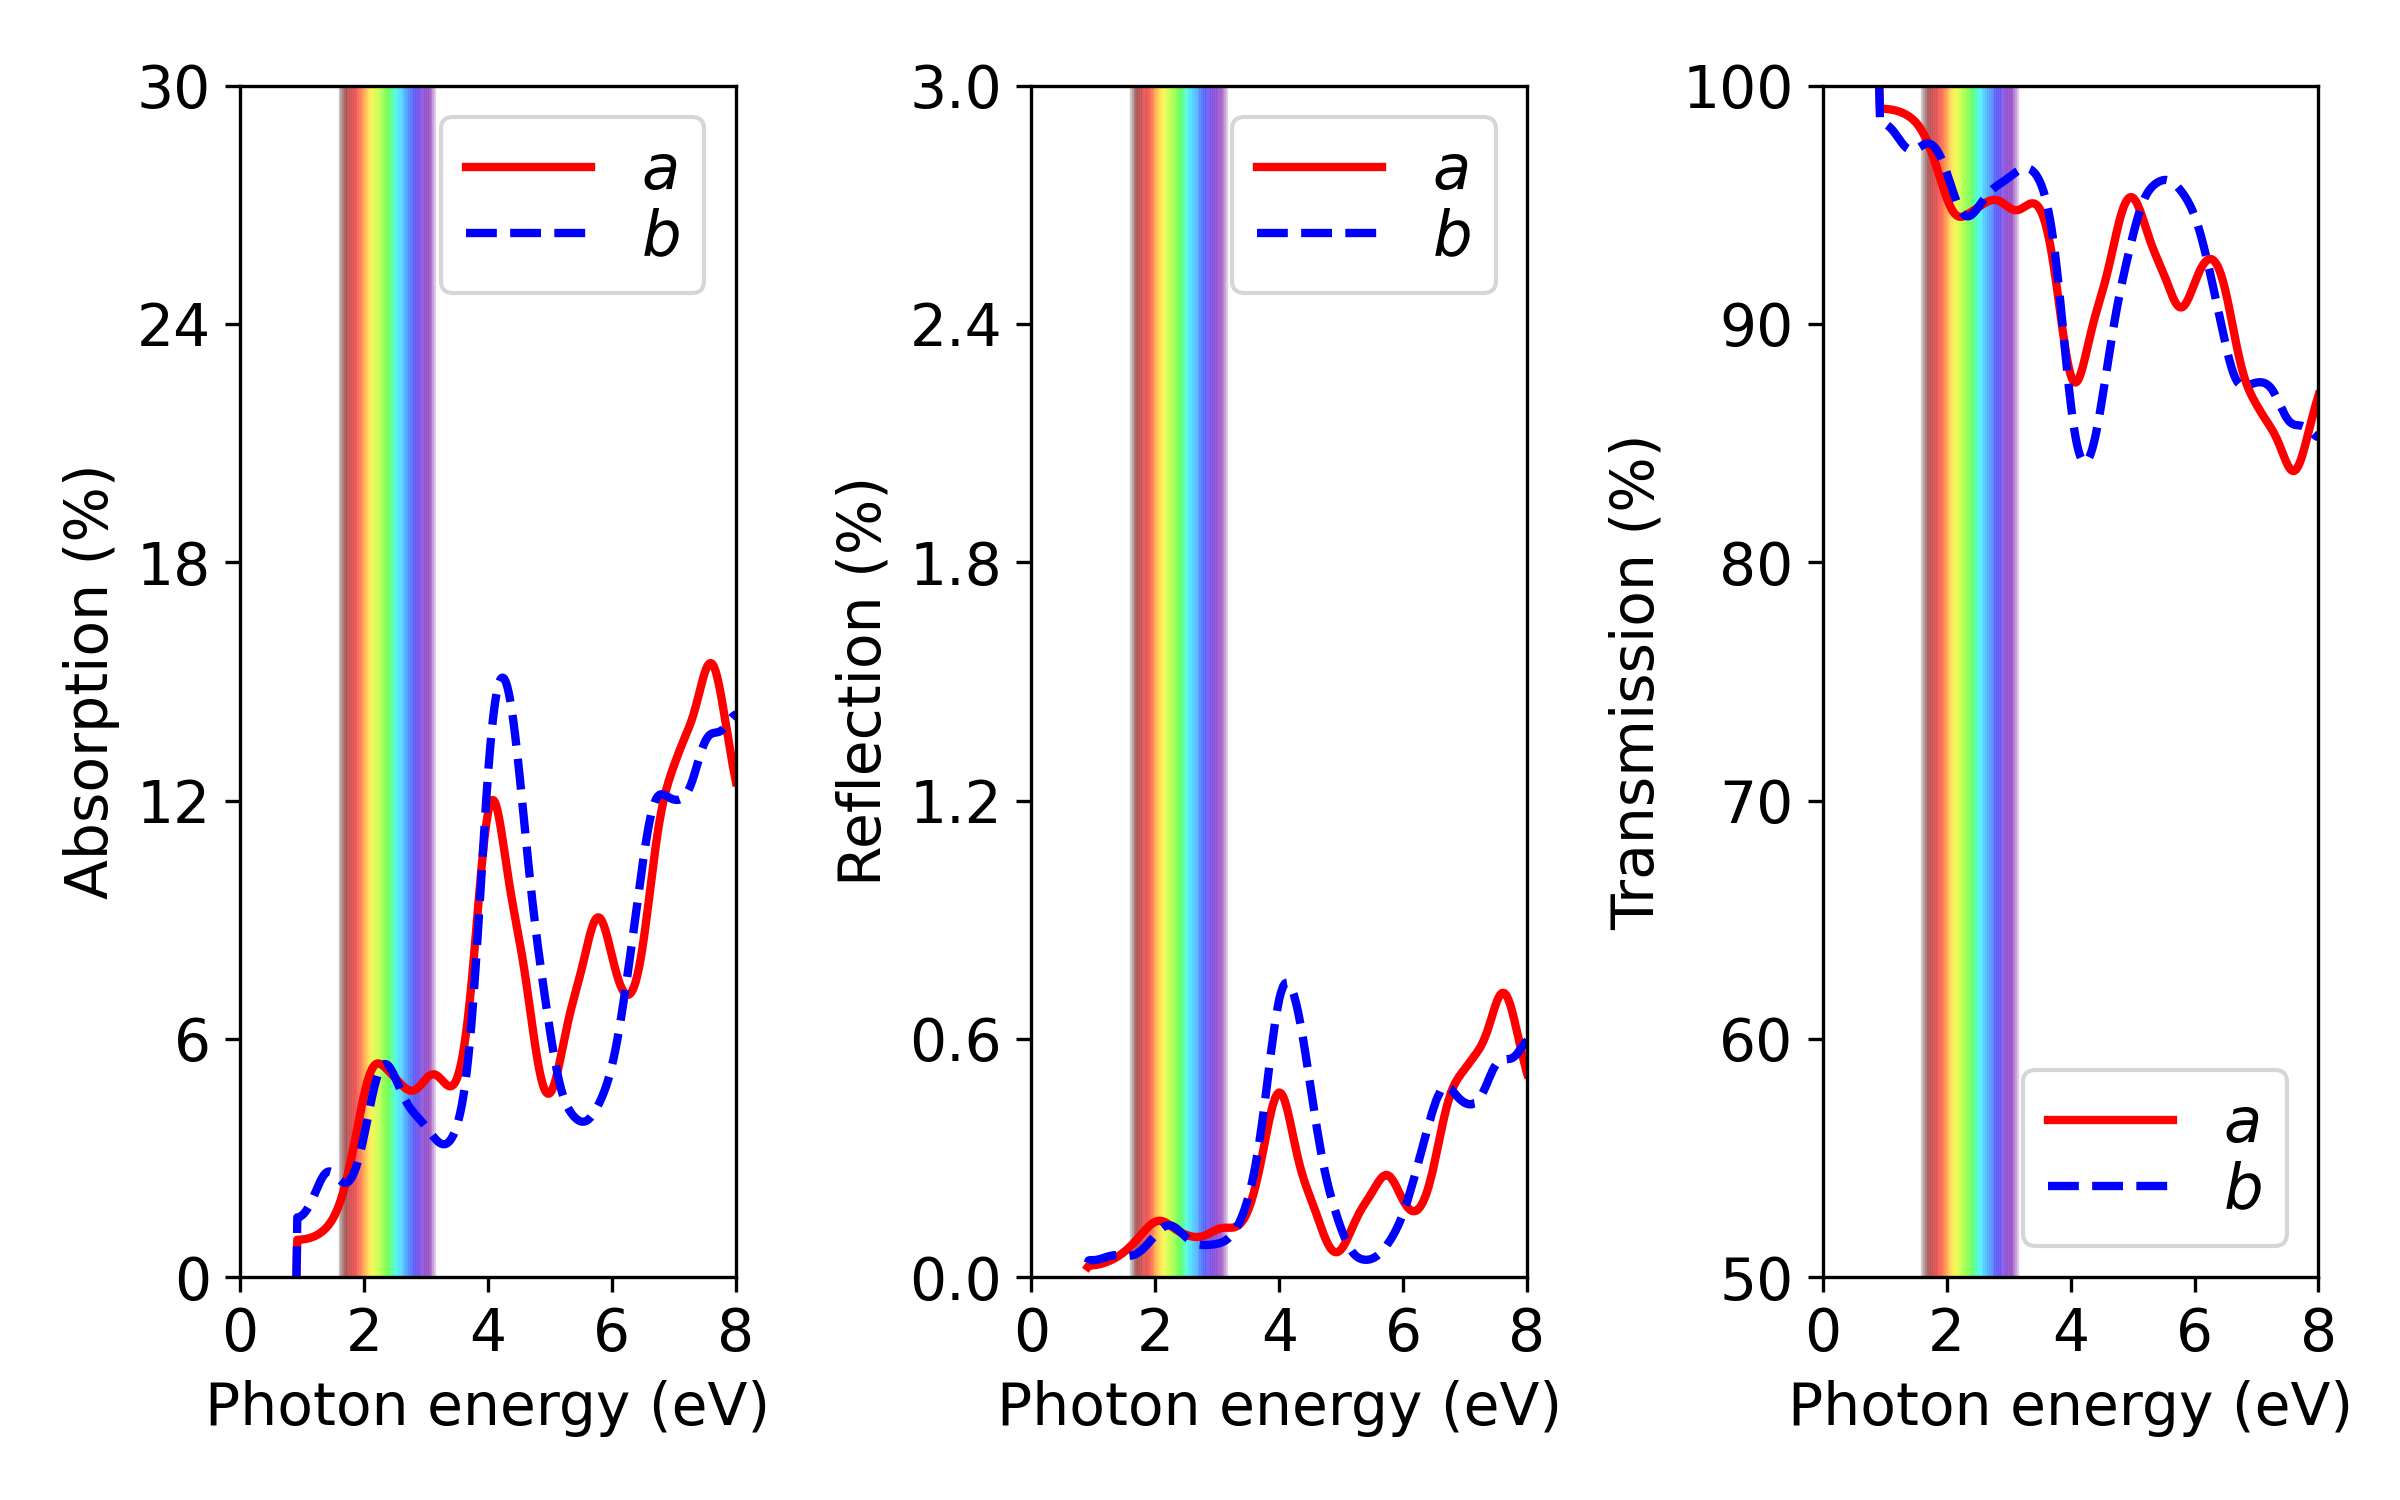 30
24
18
12
6
0
0 2 4 6 8
Absorption (%)
Photon energy (eV)
a
b
3.0
2.4
1.8
1.2
0.6
0.0
0 2 4 6 8
Reflection (%)
Photon energy (eV)
a
b
100
90
80
70
60
50
0 2 4 6 8
Transmission (%)
Photon energy (eV)
a
b